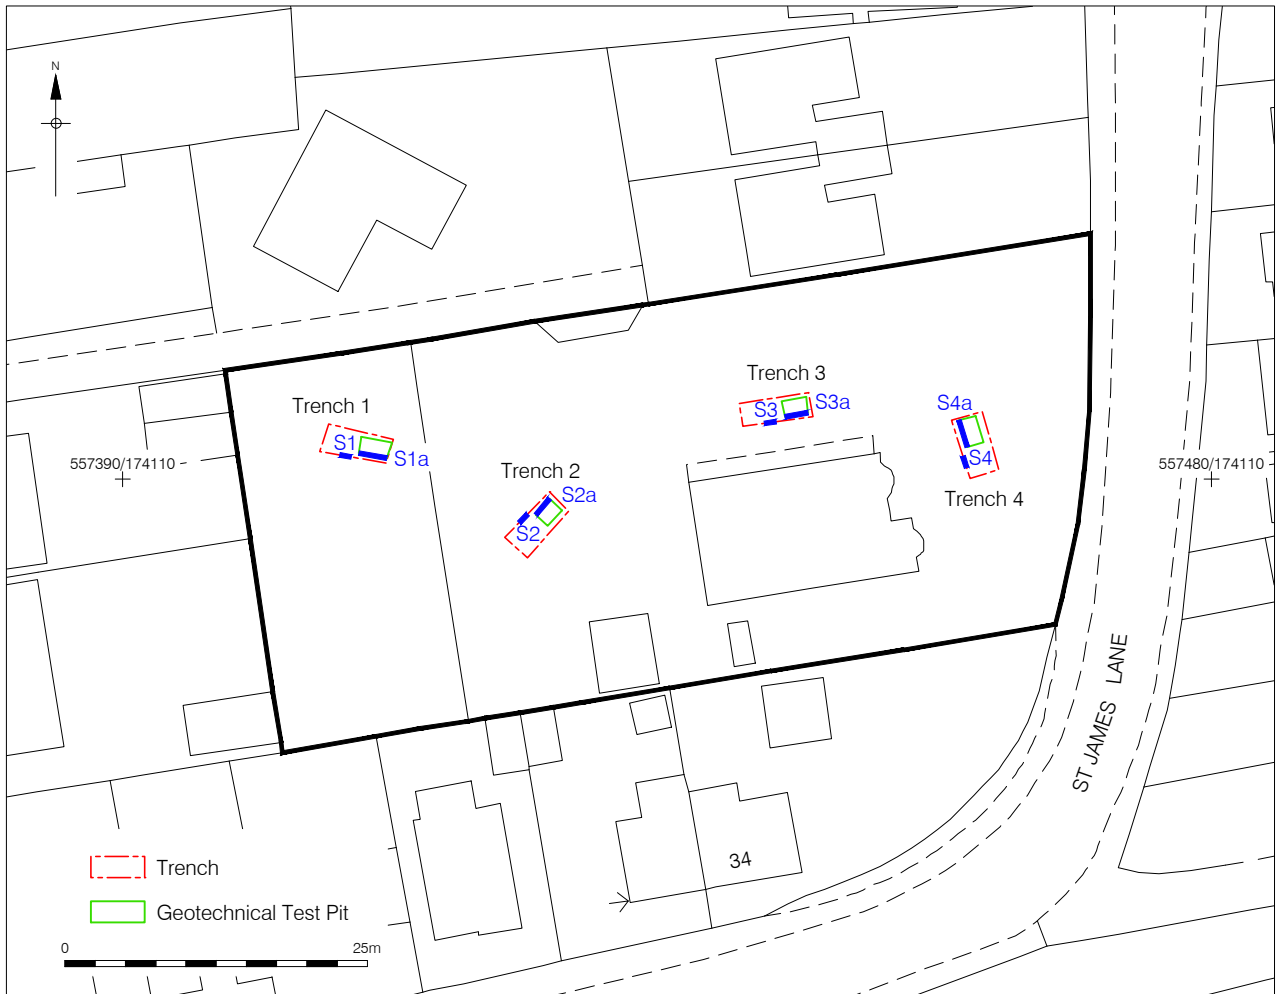 N
Trench 3
S3
S3a
Trench 1
S4a
S1
S1a
S4
557390/174110
557480/174110
Trench 2
S2a
Trench 4
S2
ST JAMES LANE
34
Trench
Geotechnical Test Pit
0 25m